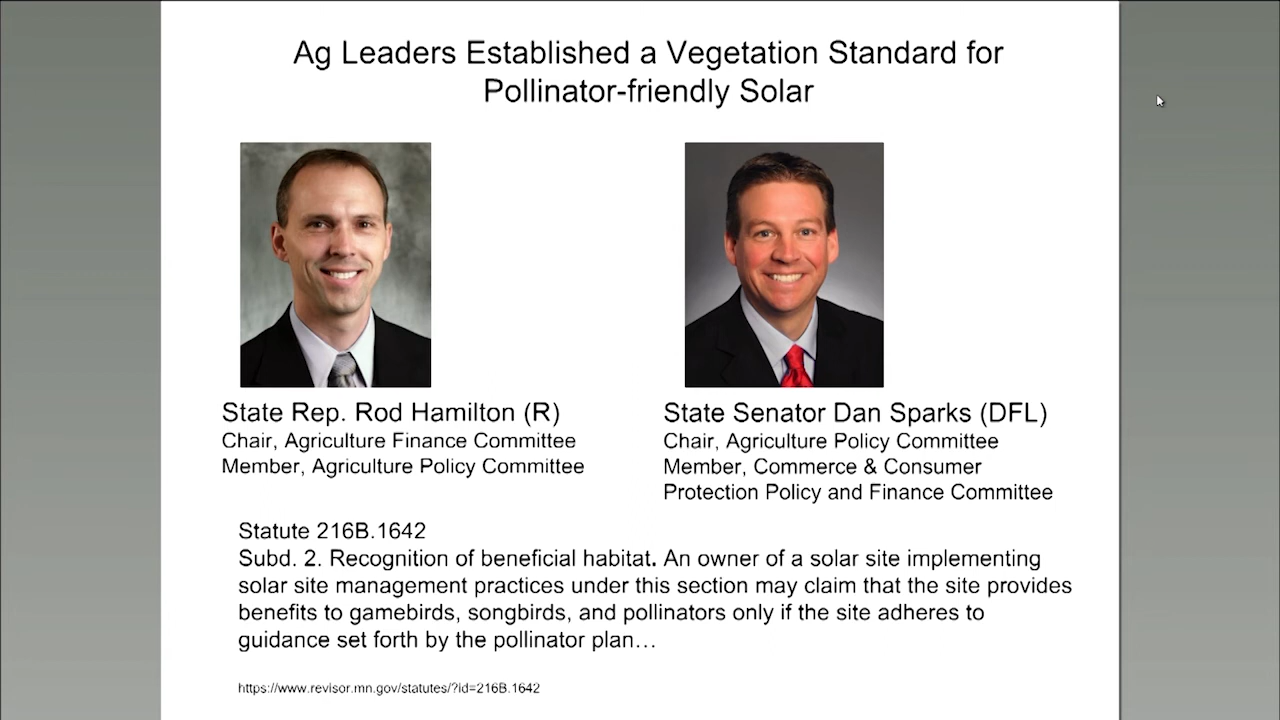 Ag Leaders Established a Vegetation Standard for
Pollinator-friendly Solar
State Rep. Rod Hamilton (R)
Chair, Agriculture Finance Committee
Member, Agriculture Policy Committee
State Senator Dan Sparks (DFL)
Chair, Agriculture Policy Committee
Member, Commerce & Consumer
Protection Policy and Finance Committee
Statute 216B.1642
Subd. 2. Recognition of beneficial habitat. An owner of a solar site implementing
solar site management practices under this section may claim that the site provides
benefits to gamebirds, songbirds, and pollinators only if the site adheres to
guidance set forth by the pollinator plan…
https://www.revisor.mn.gov/statutes/?id=216B.1642